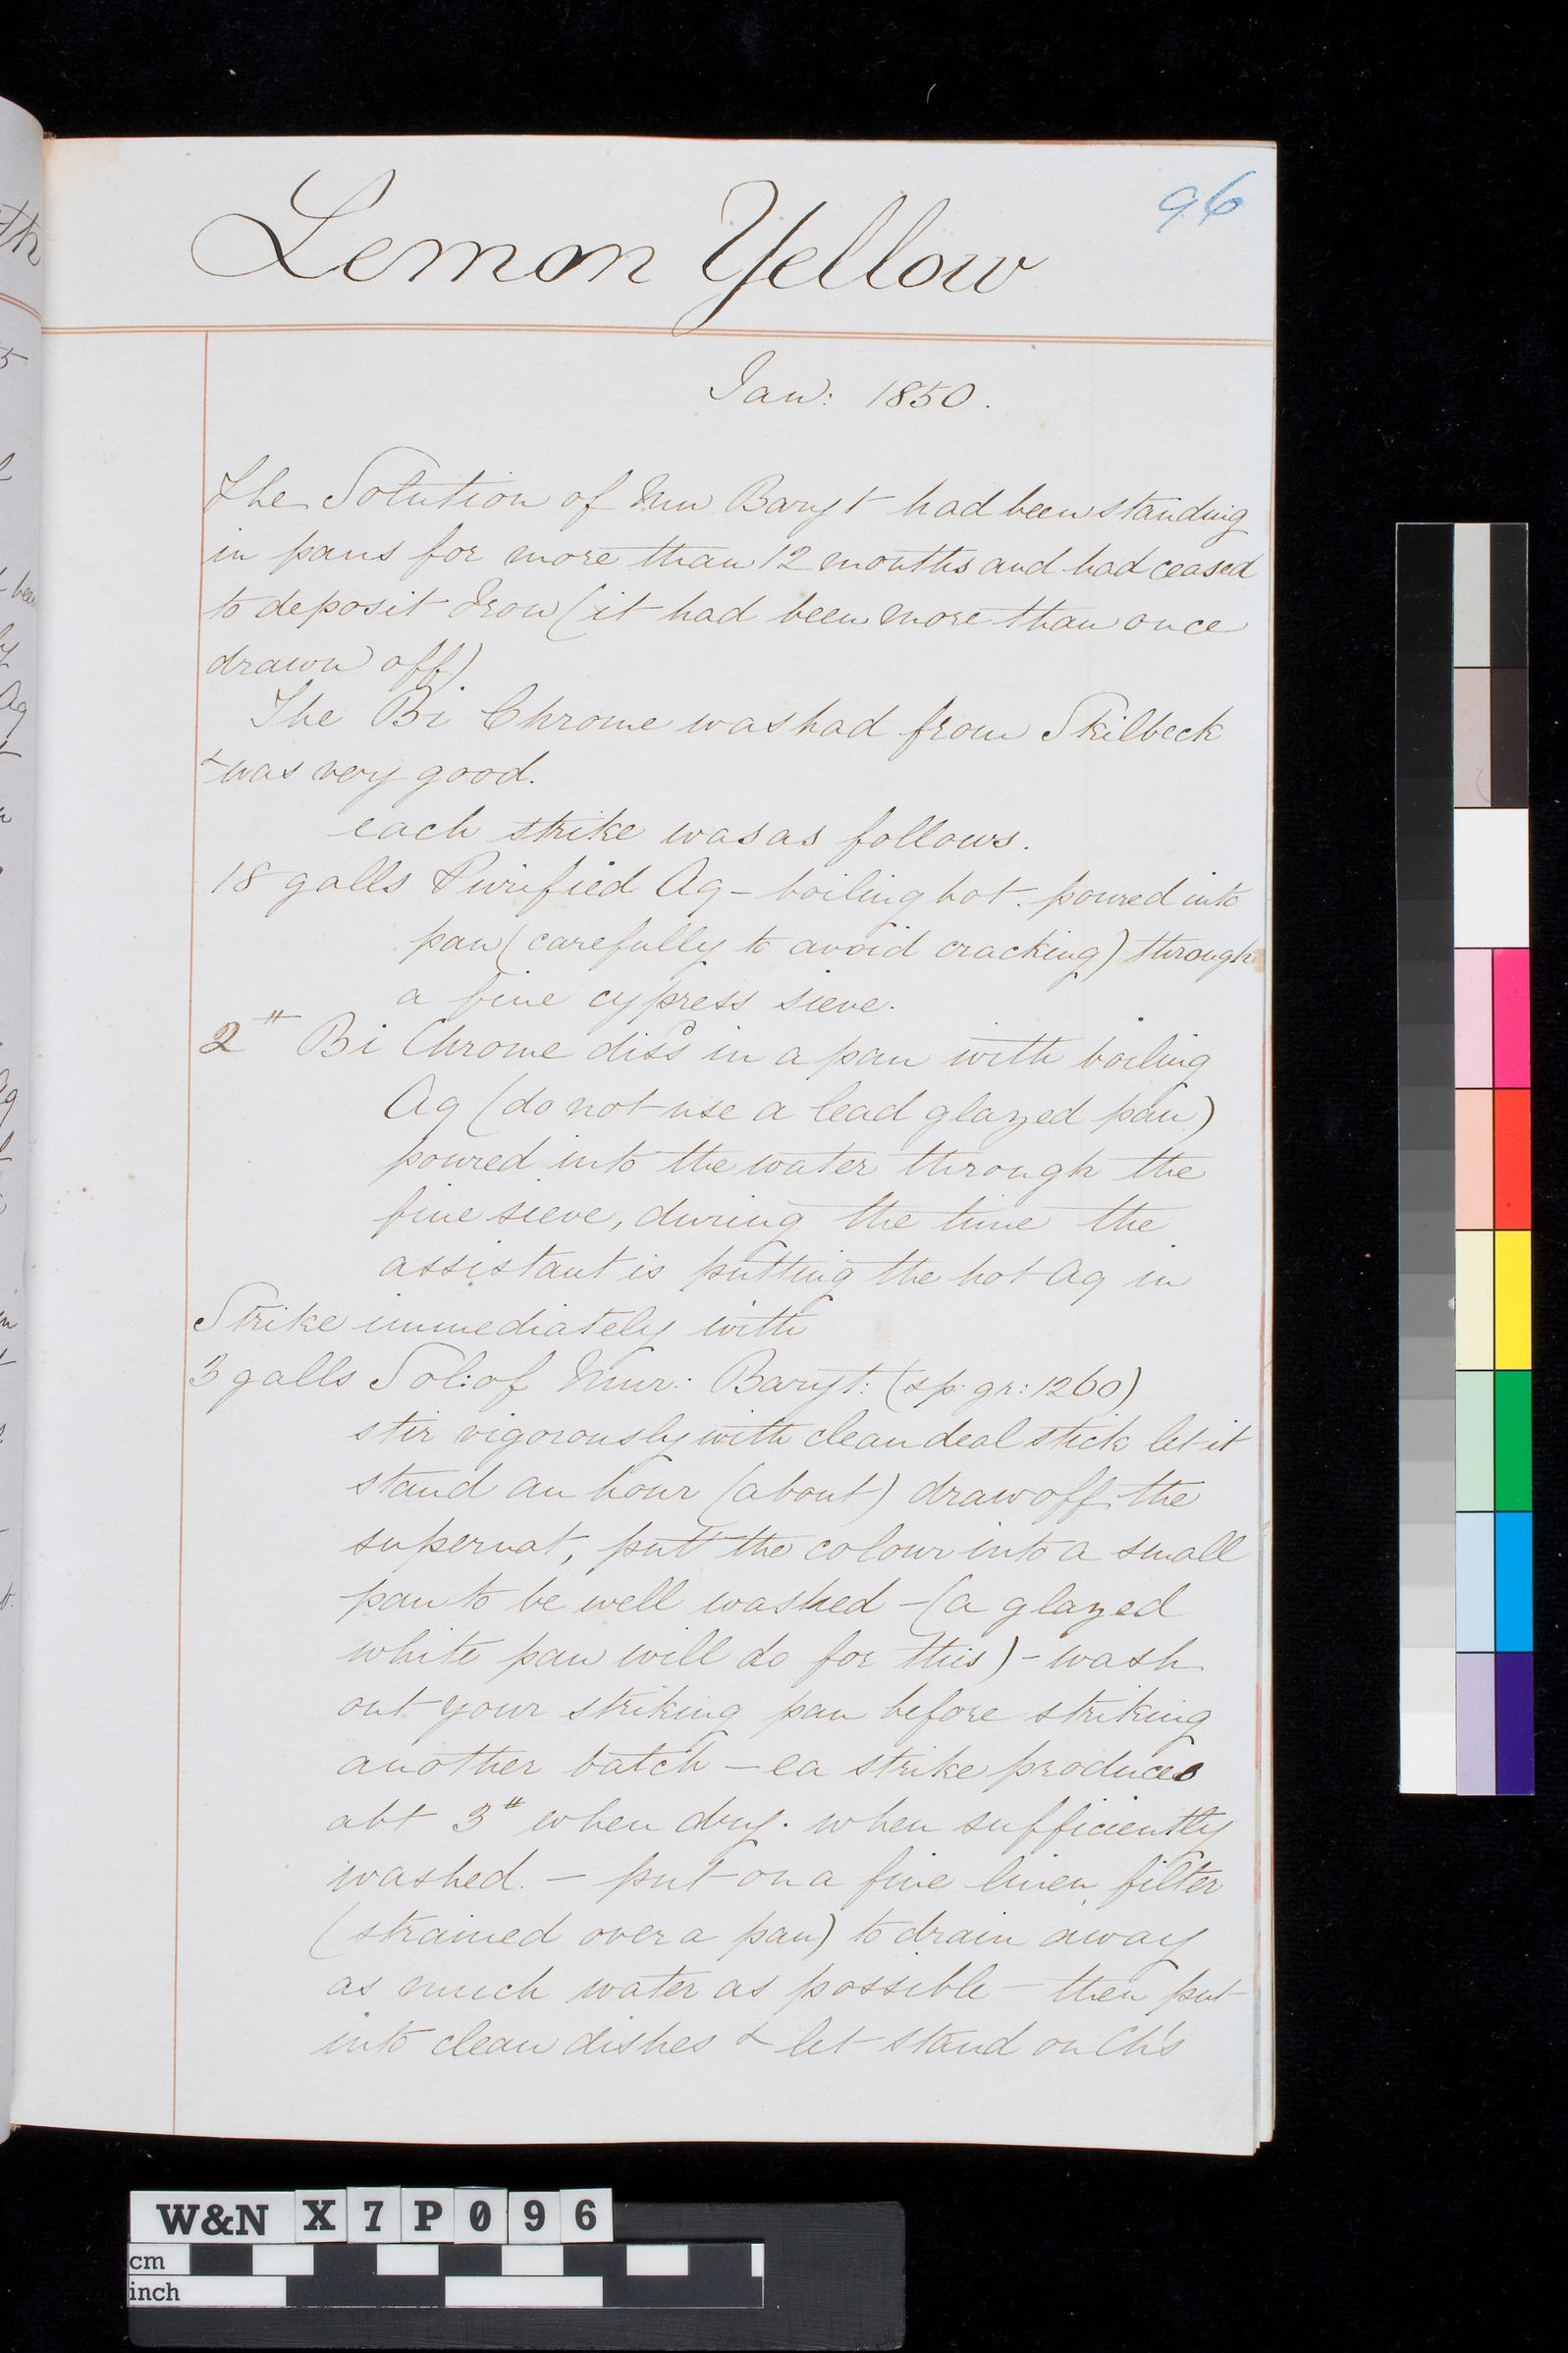 96
Lemon Yellow
Jan: 1850.
The Solution of Mur Baryt had been standing
in pans for more than 12 months and had ceased
to deposit Iron (it had been more than once
drawn off)
The Bi Chrome was had from Skilbeck
& was very good.
each strike was as follows.
18 galls Purified Aq - boiling hot. poured into
pan (carefully to avoid cracking) through
a fine cypress sieve.
2 # Bi Chrome diss'd in a pan with boiling
Aq (do not use a lead glazed pan)
poured into the water through the
fine sieve, during the time the
assistant is putting the hot Aq in
Strike immediately with
3 galls Sol: of Mur: Baryt: (sp: gr: 1260)
stir vigorously with clean deal stick let it
stand an hour (about) draw off the
supernat, putt the colour into a small
pan to be well washed - (a glazed
white pan will do for this) - wash
out your striking pan before striking
another batch - ea strike produces
abt 3 # when dry. when sufficiently
washed. - put on a fine linen filter
(strained over a pan) to drain away
as much water as possible - then put
into clean dishes & let stand on Ch's
W&N X7P096
cm
inch